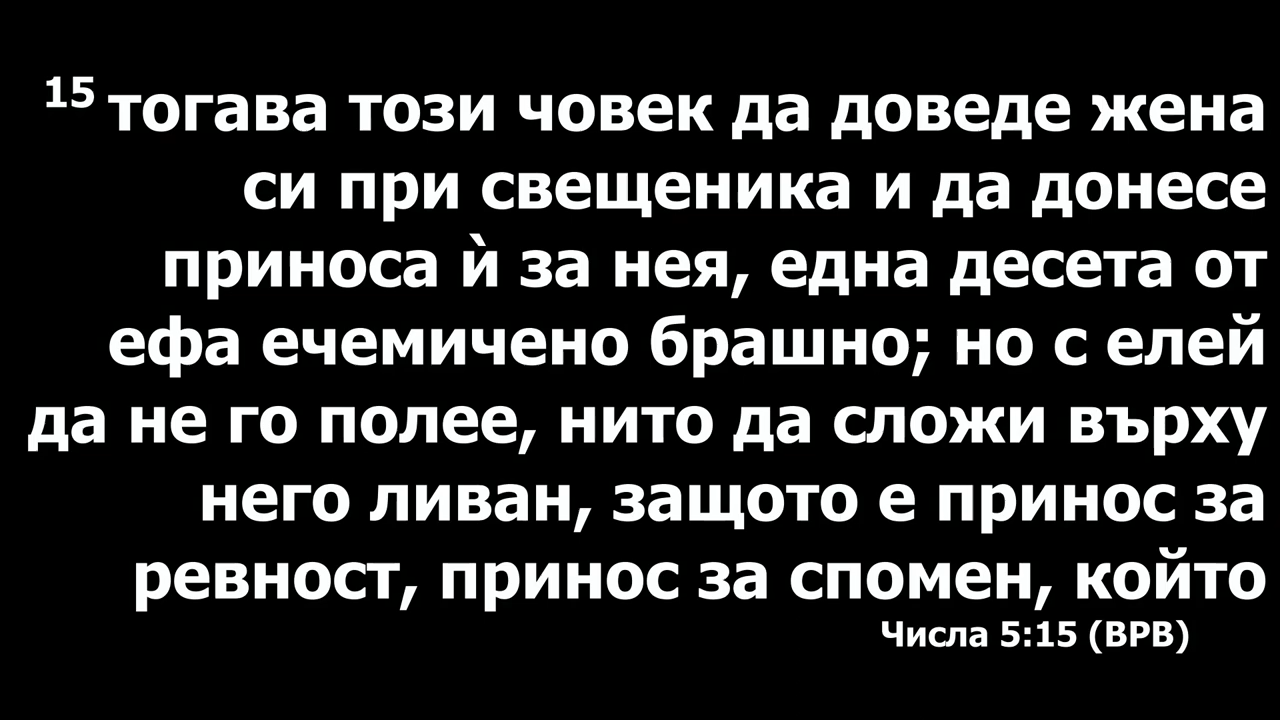 15 тогава този човек да доведе жена
си при свещеника и да донесе
приноса ѝ за нея, една десета от
ефа ечемичено брашно; но с елей
да не го полее, нито да сложи върху
него ливан, защото е принос за
ревност, принос за спомен, който
Числа 5:15 (ВРВ)